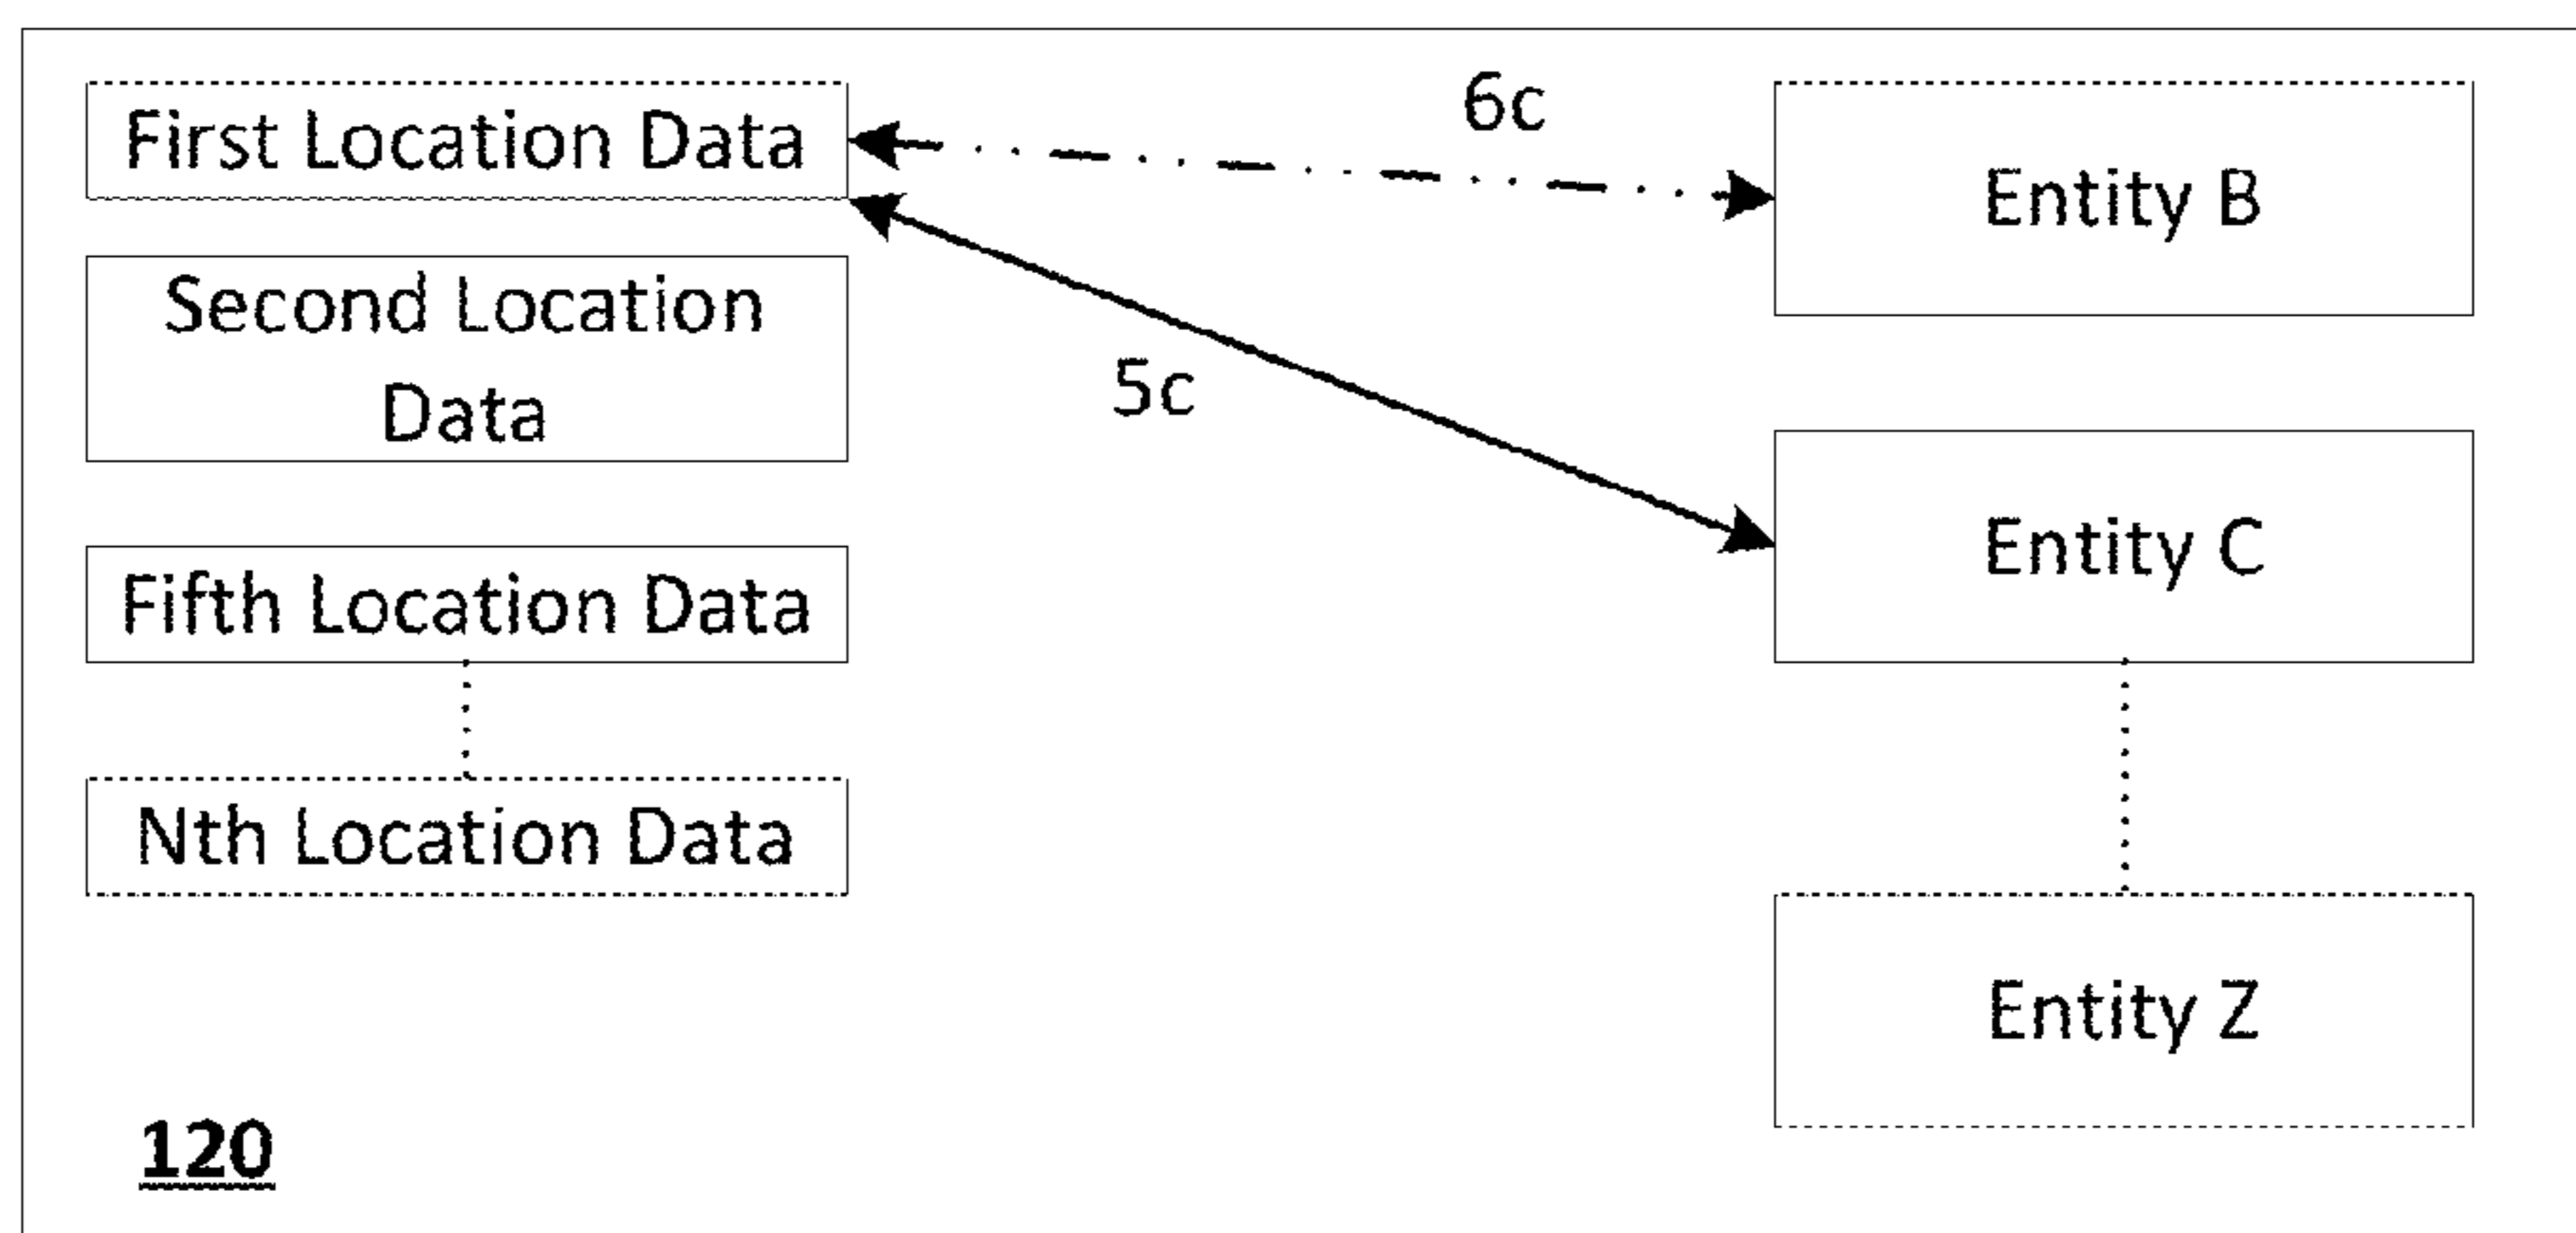 First Location Data
6c
Entity B
Second Location
Data
5c
Entity C
Fifth Location Data
Nth Location Data
Entity Z
120